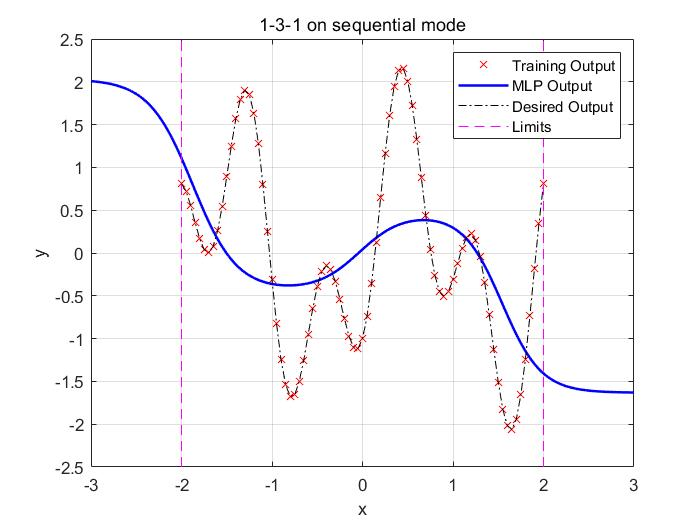 1-3-1 on sequential mode
2.5
2
1.5
1
0.5
0
-0.5
-1
-1.5
-2
-2.5
y
Training Output
MLP Output
Desired Output
Limits
-3 -2 -1 0 1 2 3
x